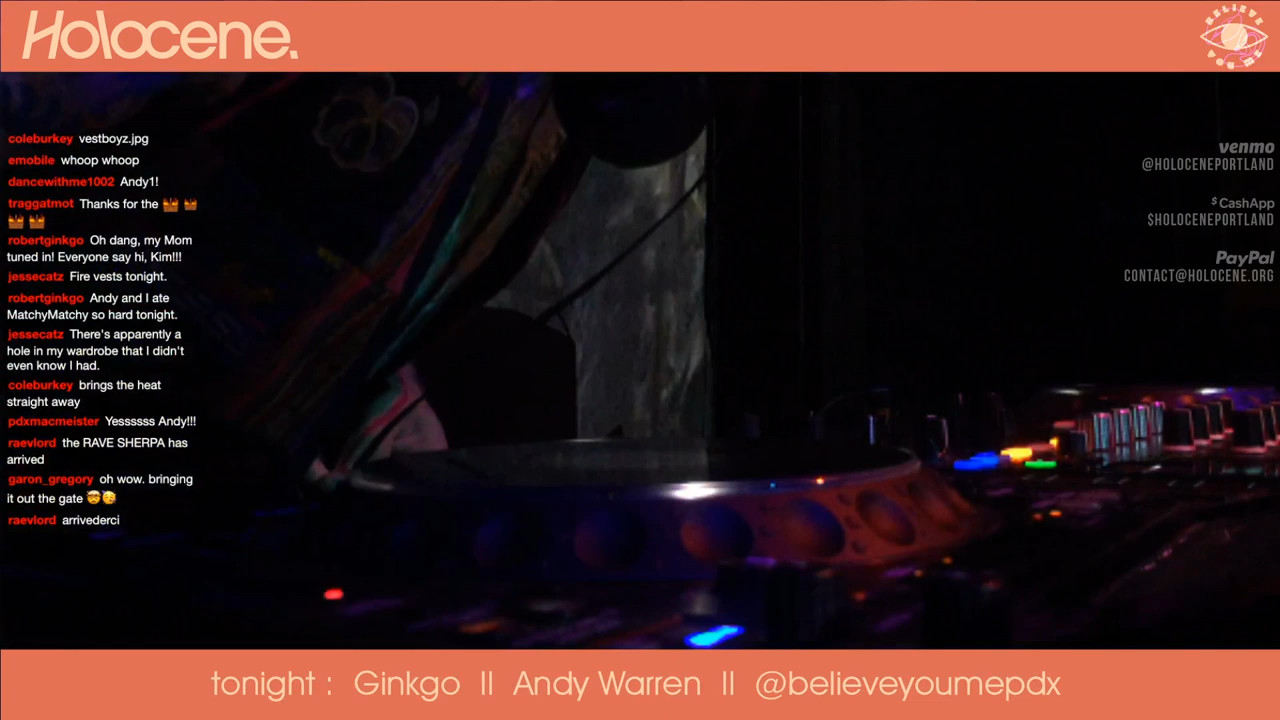 Holocene.
BELIEVE
YOU ME
coleburkey vestboyz.jpg
emobile whoop whoop
dancewithme1002 Andy1!
traggatmot Thanks for the
robertginkgo Oh dang, my Mom
tuned in! Everyone say hi, Kim!!!
jessecatz Fire vests tonight.
robertginkgo Andy and I ate
MatchyMatchy so hard tonight.
jessecatz There's apparently a
hole in my wardrobe that I didn't
even know I had.
coleburkey brings the heat
straight away
pdxmacmeister Yessssss Andy!!!
raevlord the RAVE SHERPA has
arrived
garon_gregory oh wow. bringing
it out the gate 🤯🥳
raevlord arrivederci
venmo
@HOLOCENEPORTLAND
$CashApp
$HOLOCENEPORTLAND
PayPal
CONTACT@HOLOCENE.ORG
tonight : Ginkgo || Andy Warren || @believeyoumepdx